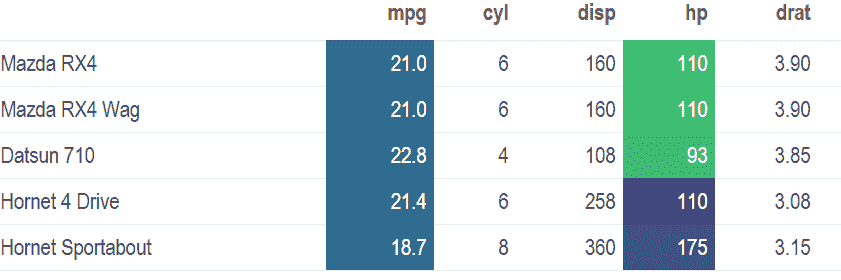 mpg cyl disp hp drat
Mazda RX4 21.0 6 160 110 3.90
Mazda RX4 Wag 21.0 6 160 110 3.90
Datsun 710 22.8 4 108 93 3.85
Hornet 4 Drive 21.4 6 258 110 3.08
Hornet Sportabout 18.7 8 360 175 3.15